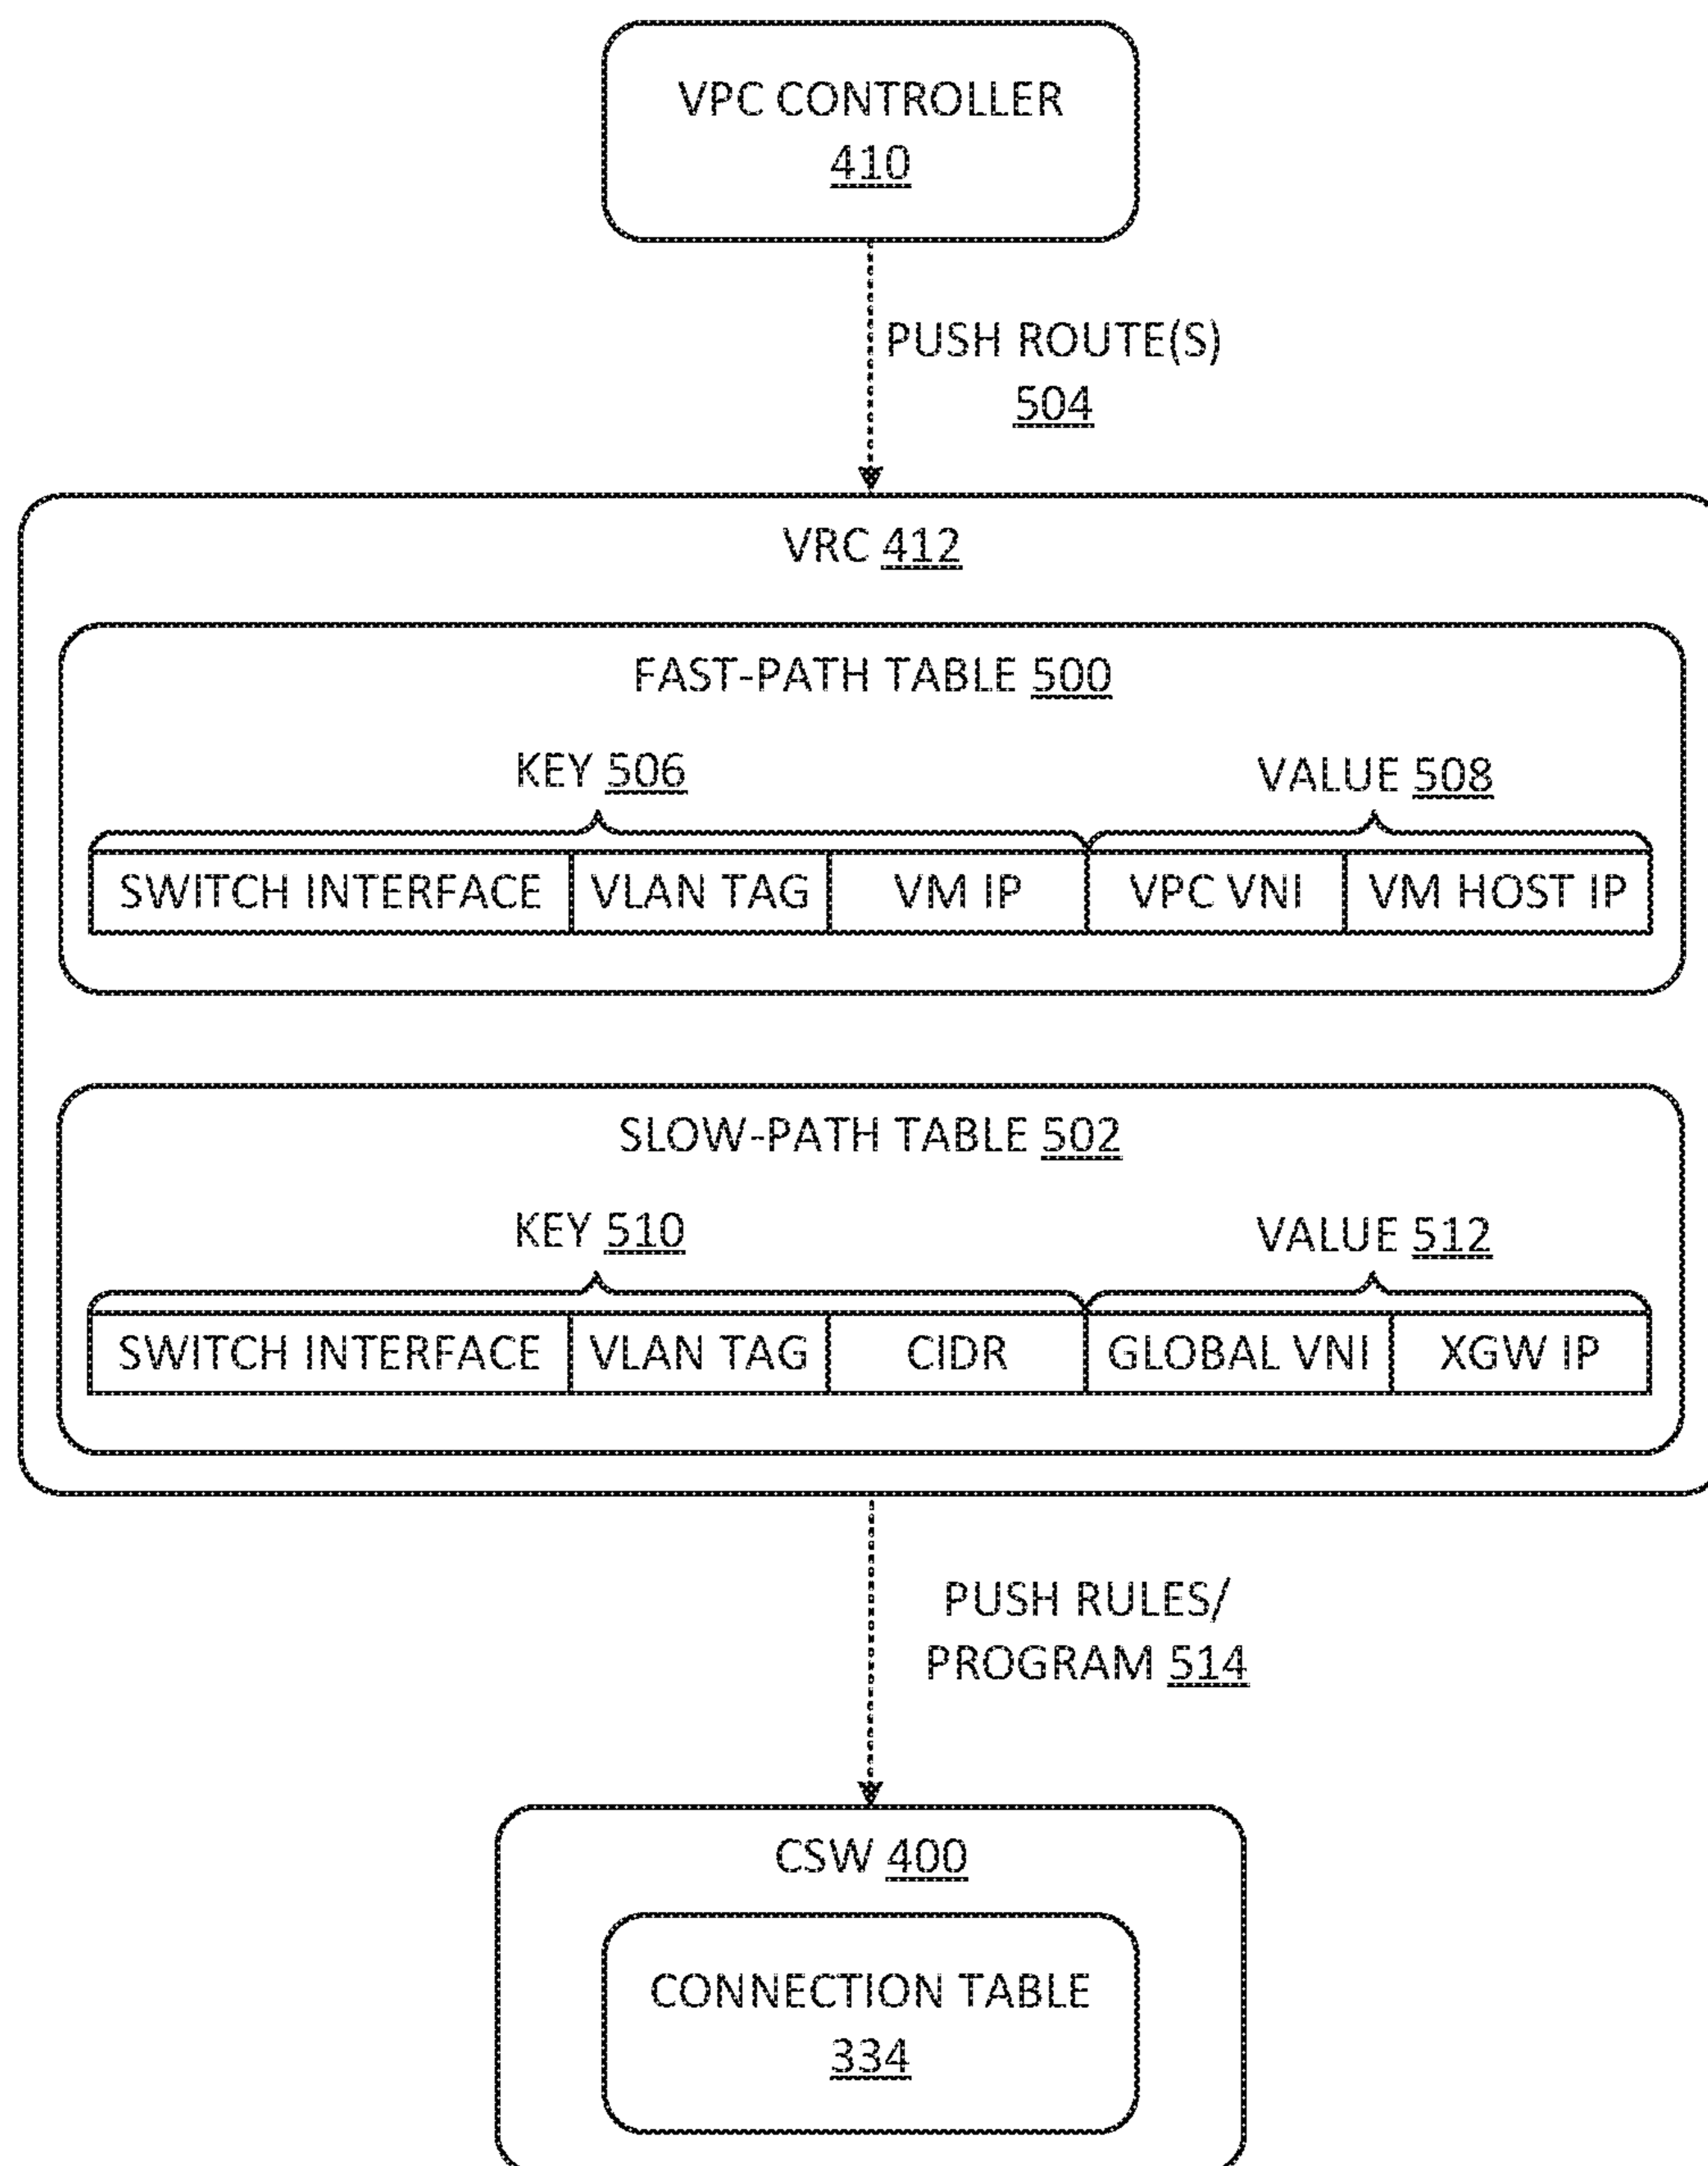 VPC CONTROLLER
410
PUSH ROUTE(S)
504
VRC 412
FAST-PATH TABLE 500
KEY 506 VALUE 508
SWITCH INTERFACE VLAN TAG VM IP VPC VNI VM HOST IP
SLOW-PATH TABLE 502
KEY 510 VALUE 512
SWITCH INTERFACE VLAN TAG CIDR GLOBAL VNI XGW IP
PUSH RULES/
PROGRAM 514
CSW 400
CONNECTION TABLE
334